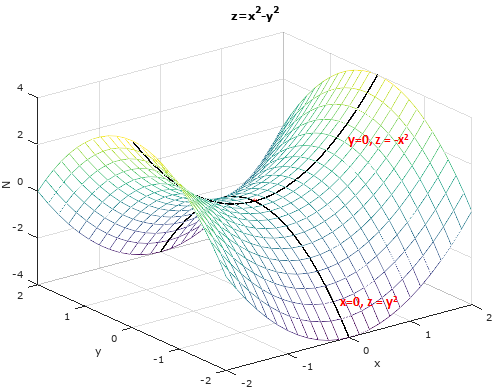 z=x²-y²
4
2
0
-2
-4
N
y=0, z = -x²
x=0, z = y²
2
1
0
-1
-2
y
-2
-1
0
1
2
x